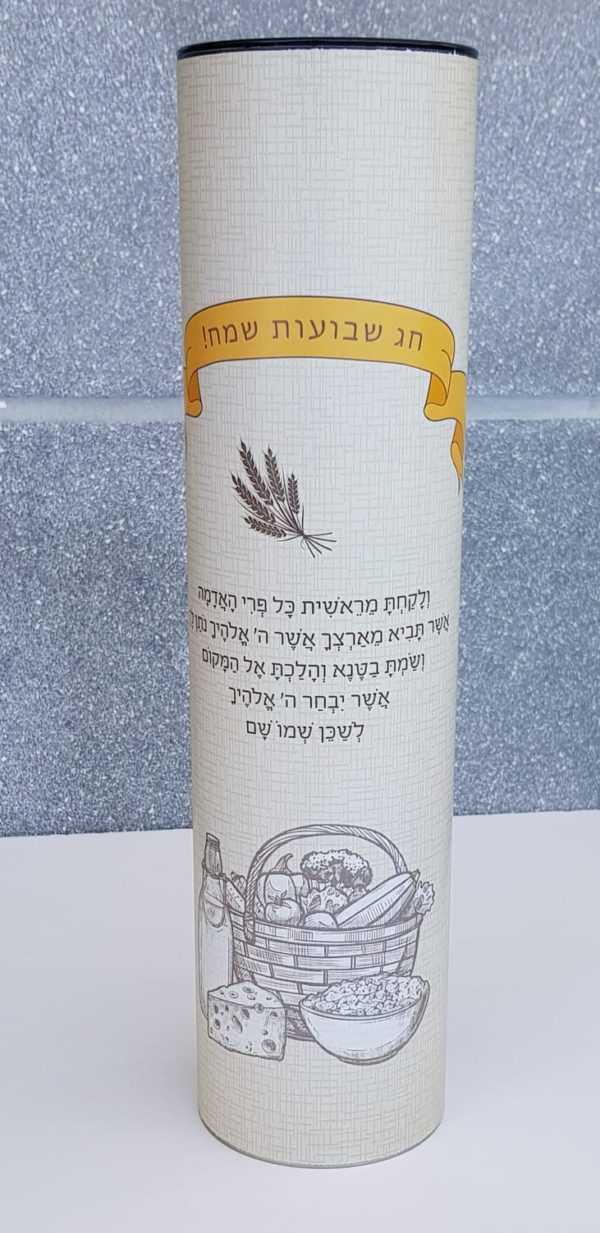 חג שבועות שמח!
וְלָקַחְתָּ מֵרֵאשִׁית כָּל פְּרִי הָאֲדָמָה
אֲשֶׁר תָּבִיא מֵאַרְצְךָ אֲשֶׁר ה' אֱלֹהֶיךָ נֹתֵן
וְשַׂמְתָּ בַטֶּנֶא וְהָלַכְתָּ אֶל הַמָּקוֹם
אֲשֶׁר יִבְחַר ה' אֱלֹהֶיךָ
לְשַׁכֵּן שְׁמוֹ שָׁם